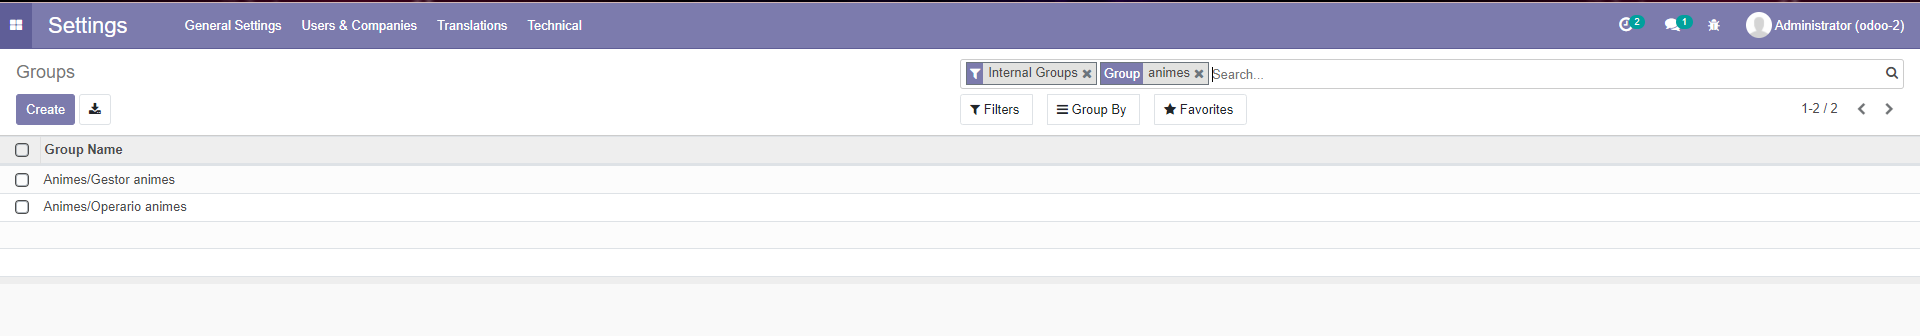 Settings General Settings Users & Companies Translations Technical 2 1 Administrator (odoo-2)
Groups Internal Groups Group animes Search...
Create Filters Group By Favorites 1-2 / 2
Group Name
Animes/Gestor animes
Animes/Operario animes